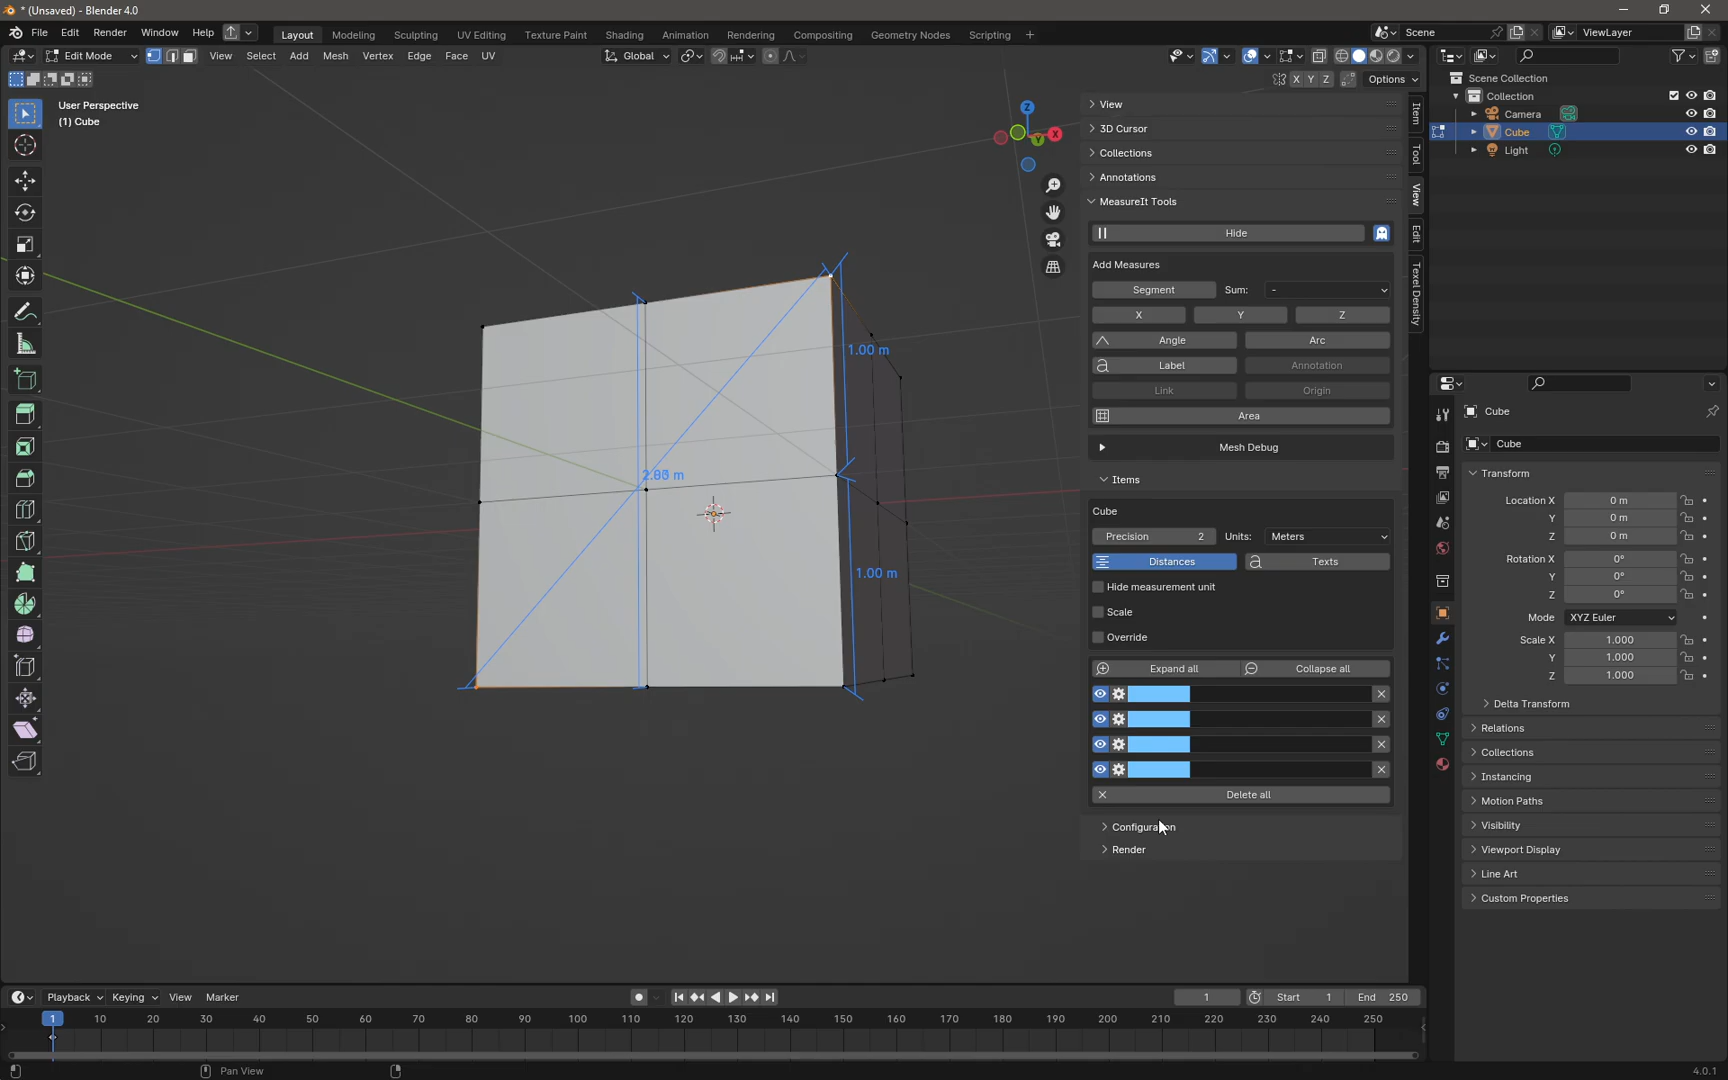 * (Unsaved) - Blender 4.0
File Edit Render Window Help Layout Modeling Sculpting UV Editing Texture Paint Shading Animation Rendering Compositing Geometry Nodes Scripting + Scene ViewLayer
Edit Mode View Select Add Mesh Vertex Edge Face UV Global
X Y Z Options
User Perspective
(1) Cube
Z
X
Y
1.00 m
1.00 m
View
3D Cursor
Collections
Annotations
MeasureIt Tools
Hide
Add Measures
Segment Sum: -
X Y Z
Angle Arc
Label Annotation
Link Origin
Area
Mesh Debug
Items
Cube
Precision 2 Units: Meters
Distances Texts
Hide measurement unit
Scale
Override
Expand all Collapse all
Delete all
Configuration
Render
Item
Tool
View
Edit
Texel Density
Scene Collection
Collection
Camera
Cube
Light
Cube
Cube
Transform
Location X 0 m
Y 0 m
Z 0 m
Rotation X 0°
Y 0°
Z 0°
Mode XYZ Euler
Scale X 1.000
Y 1.000
Z 1.000
Delta Transform
Relations
Collections
Instancing
Motion Paths
Visibility
Viewport Display
Line Art
Custom Properties
Playback Keying View Marker 1 Start 1 End 250
1 10 20 30 40 50 60 70 80 90 100 110 120 130 140 150 160 170 180 190 200 210 220 230 240 250
Pan View 4.0.1